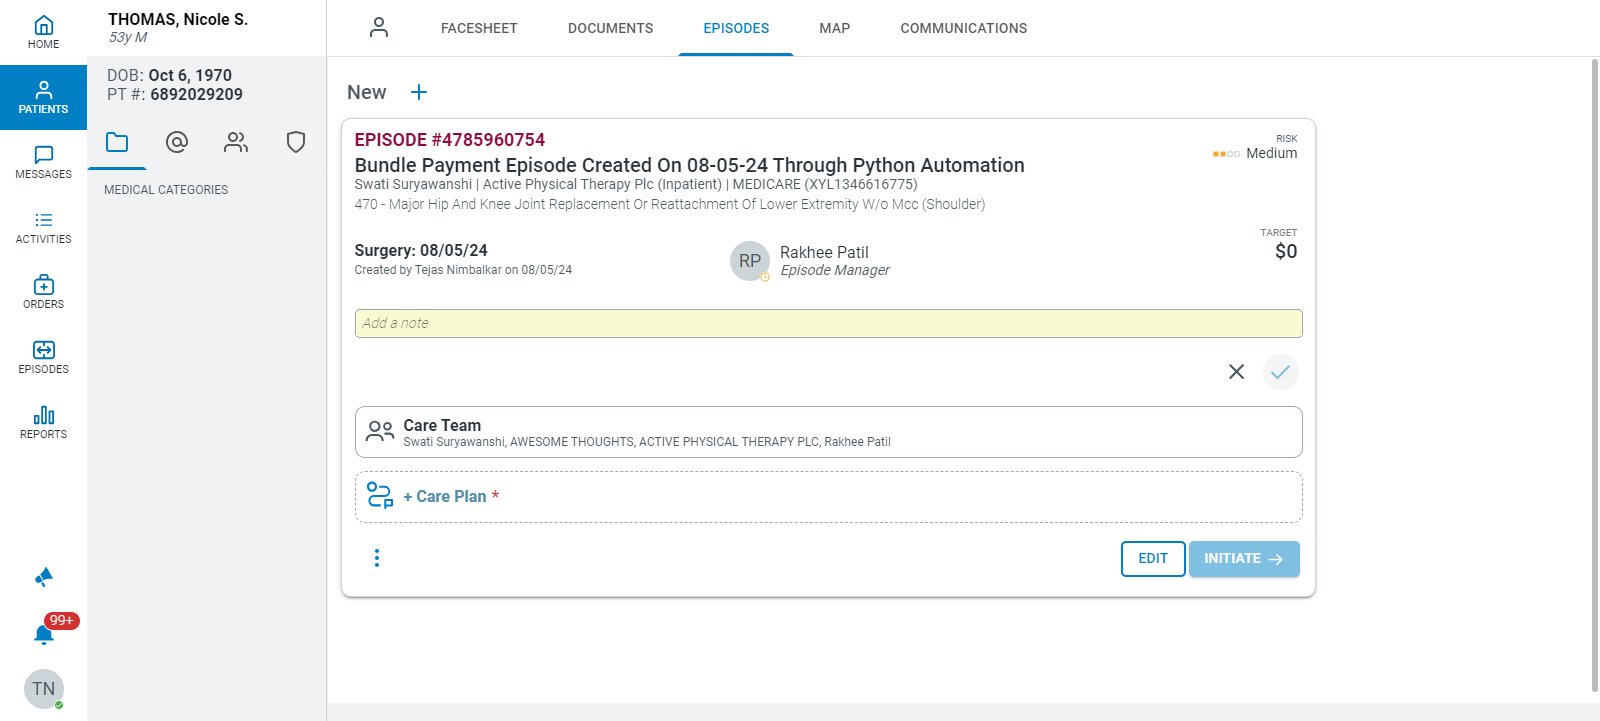 HOME
PATIENTS
MESSAGES
ACTIVITIES
ORDERS
EPISODES
REPORTS
99+
TN
THOMAS, Nicole S.
53y M
DOB: Oct 6, 1970
PT #: 6892029209
MEDICAL CATEGORIES
FACESHEET
DOCUMENTS
EPISODES
MAP
COMMUNICATIONS
New
EPISODE #4785960754
Bundle Payment Episode Created On 08-05-24 Through Python Automation
Swati Suryawanshi | Active Physical Therapy Plc (Inpatient) | MEDICARE (XYL1346616775)
470 - Major Hip And Knee Joint Replacement Or Reattachment Of Lower Extremity W/o Mcc (Shoulder)
RISK
Medium
Surgery: 08/05/24
Created by Tejas Nimbalkar on 08/05/24
RP
Rakhee Patil
Episode Manager
TARGET
$0
Add a note
Care Team
Swati Suryawanshi, AWESOME THOUGHTS, ACTIVE PHYSICAL THERAPY PLC, Rakhee Patil
+ Care Plan *
EDIT
INITIATE